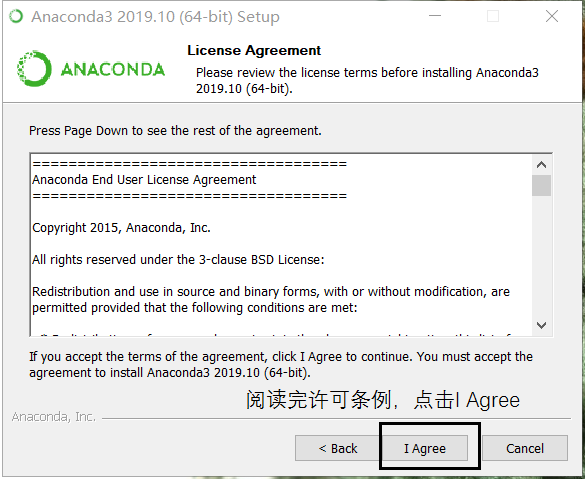 Anaconda3 2019.10 (64-bit) Setup
ANACONDA
License Agreement
Please review the license terms before installing Anaconda3
2019.10 (64-bit).
Press Page Down to see the rest of the agreement.
===================================
Anaconda End User License Agreement
===================================
Copyright 2015, Anaconda, Inc.
All rights reserved under the 3-clause BSD License:
Redistribution and use in source and binary forms, with or without modification, are
permitted provided that the following conditions are met:
If you accept the terms of the agreement, click I Agree to continue. You must accept the
agreement to install Anaconda3 2019.10 (64-bit).
阅读完许可条例，点击I Agree
Anaconda, Inc.
< Back
I Agree
Cancel